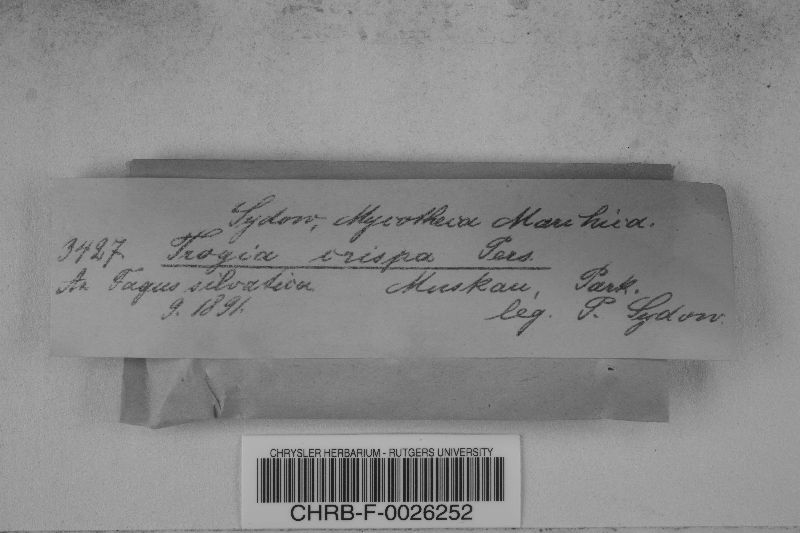 Sydow, Mycotheca Marchica.
3427. Trogia crispa Pers.
An Fagus silvatica Muskau, Park.
9. 1891. leg. P. Sydow.
CHRYSLER HERBARIUM - RUTGERS UNIVERSITY
CHRB-F-0026252